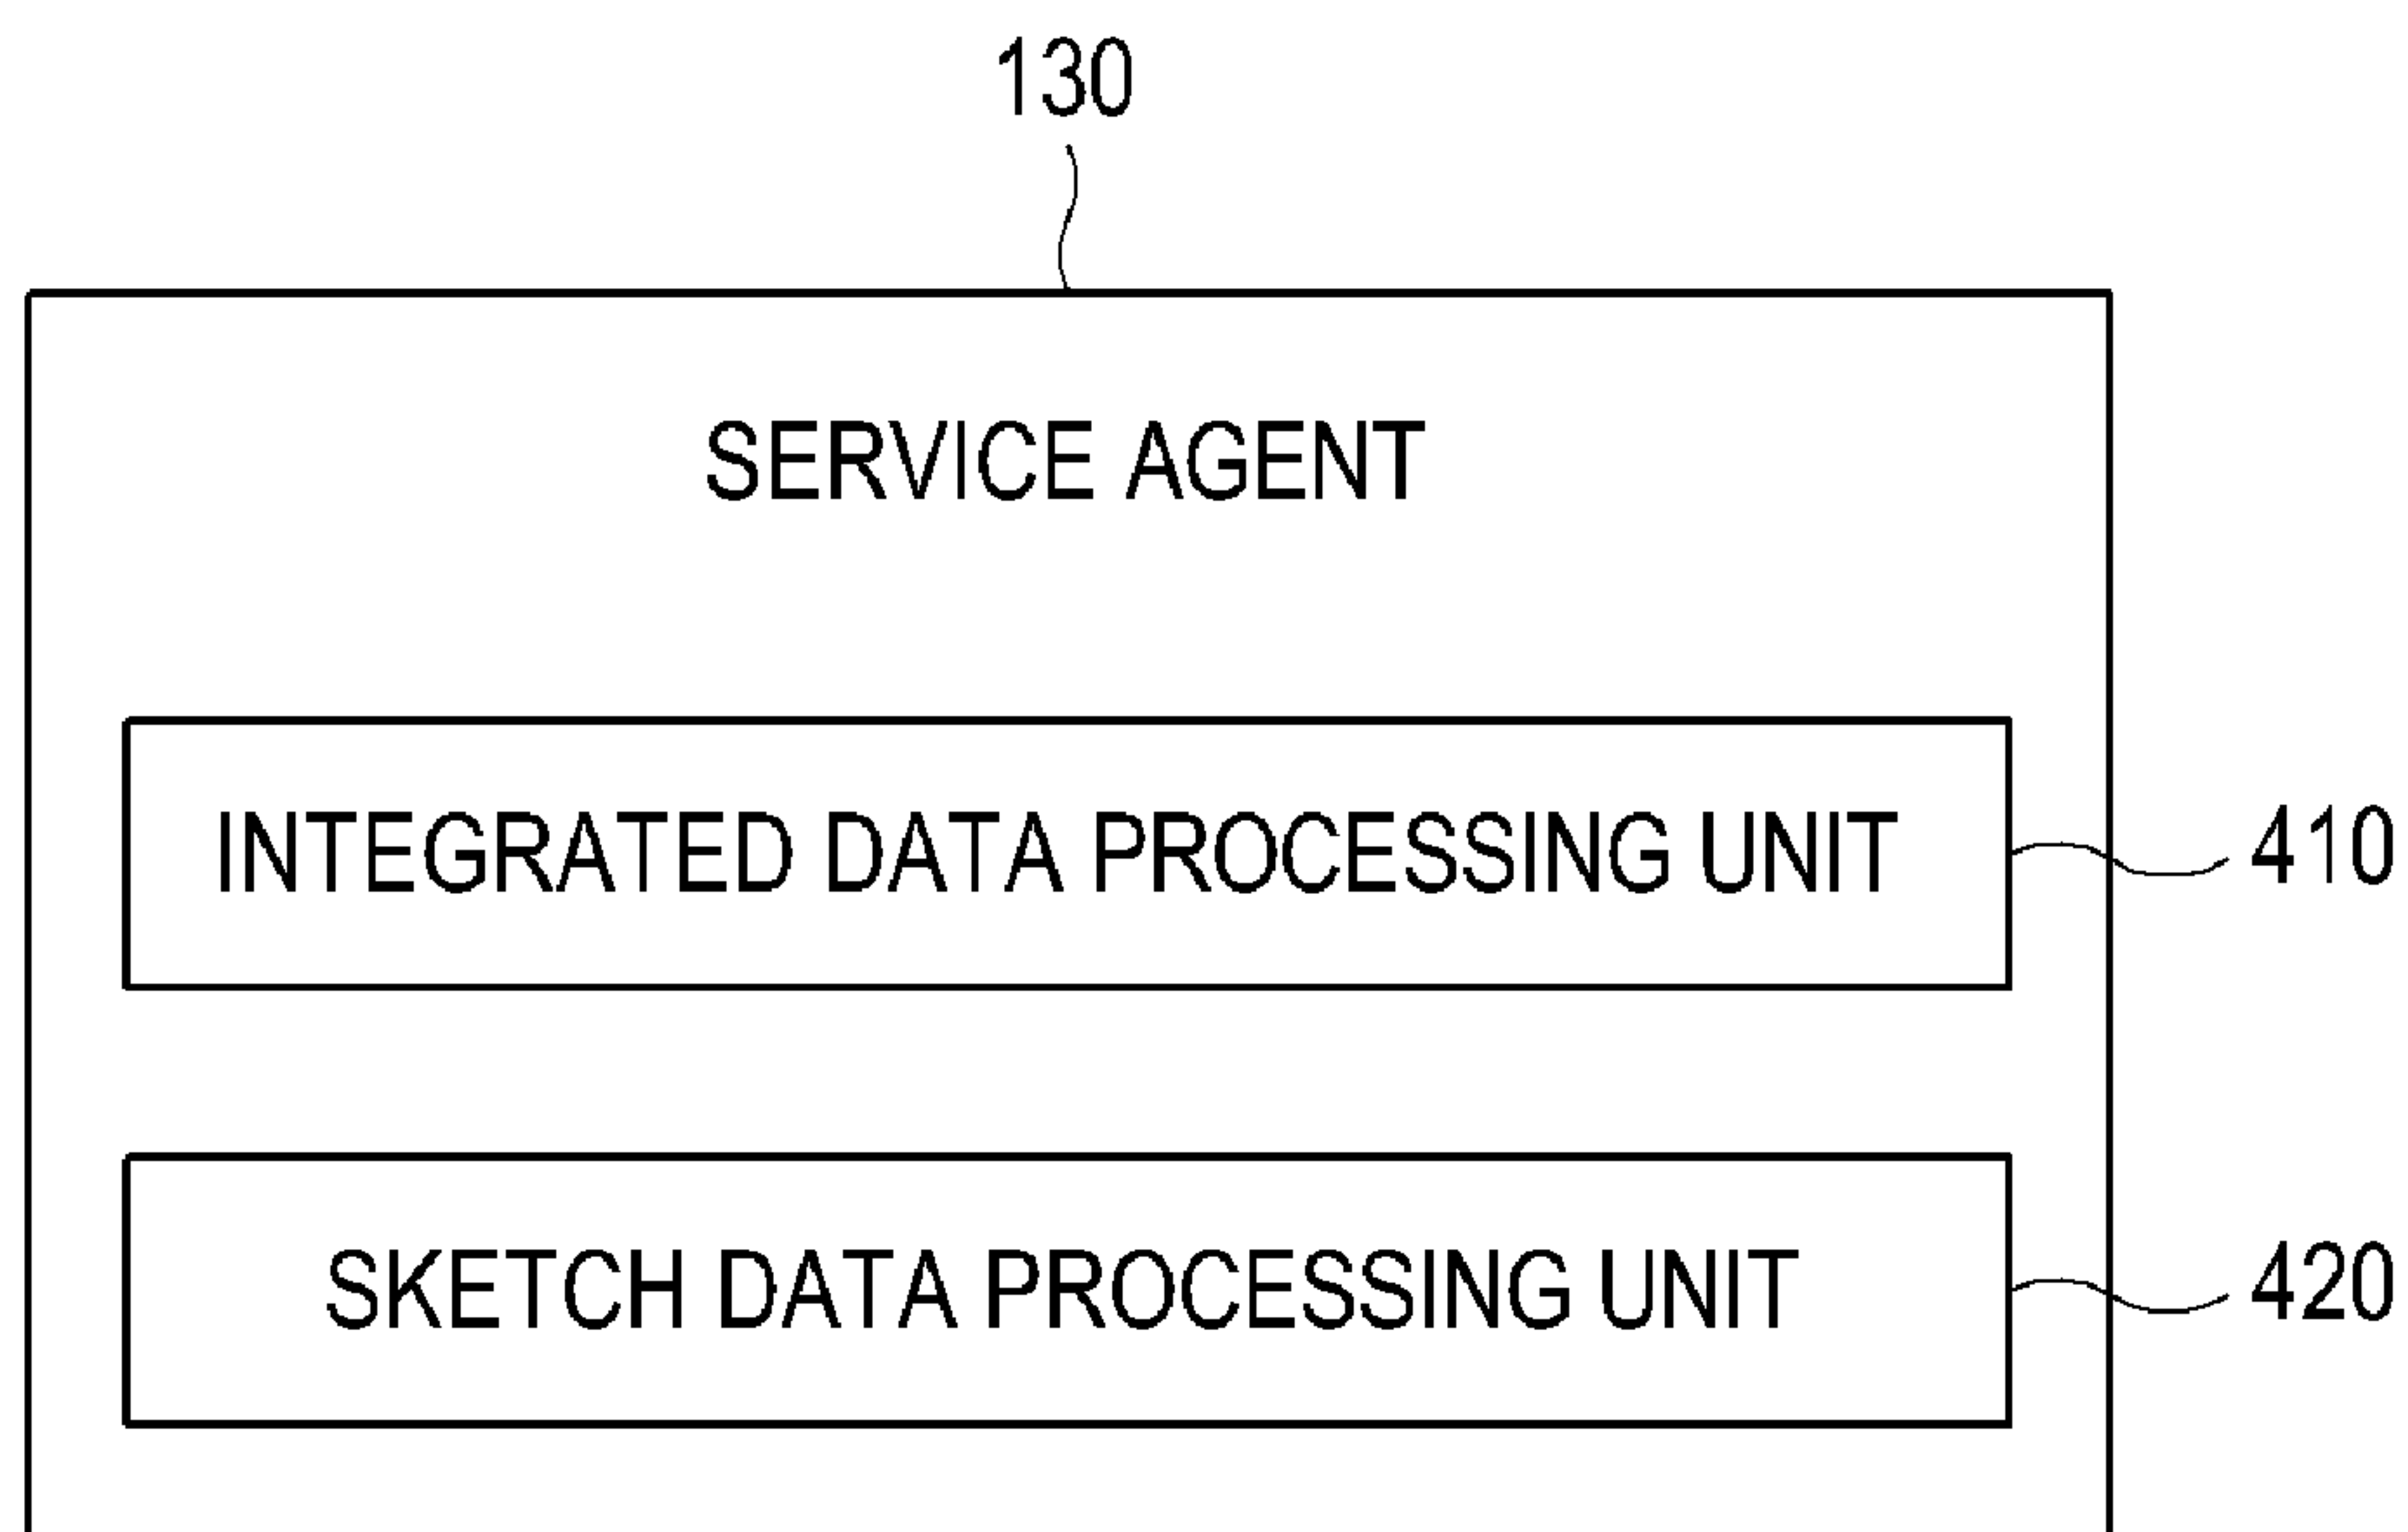 130
SERVICE AGENT
INTEGRATED DATA PROCESSING UNIT
410
SKETCH DATA PROCESSING UNIT
420